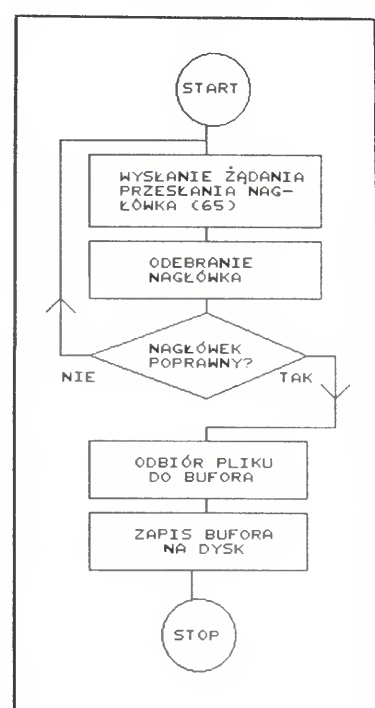 START
WYSŁANIE ŻĄDANIA
PRZESŁANIA NAG-
ŁÓWKA (65)
ODEBRANIE
NAGŁÓWKA
NAGŁÓWEK
POPRAWNY?
NIE
TAK
ODBIÓR PLIKU
DO BUFORA
ZAPIS BUFORA
NA DYSK
STOP